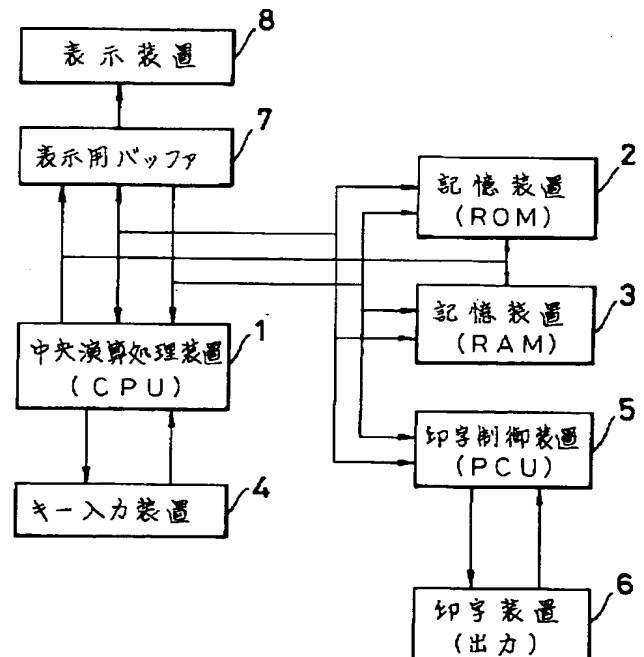 8
表示装置
7
表示用バッファ
2
記憶装置
(ROM)
3
記憶装置
(RAM)
1
中央演算処理装置
(CPU)
5
印字制御装置
(PCU)
4
キー入力装置
6
印字装置
(出力)